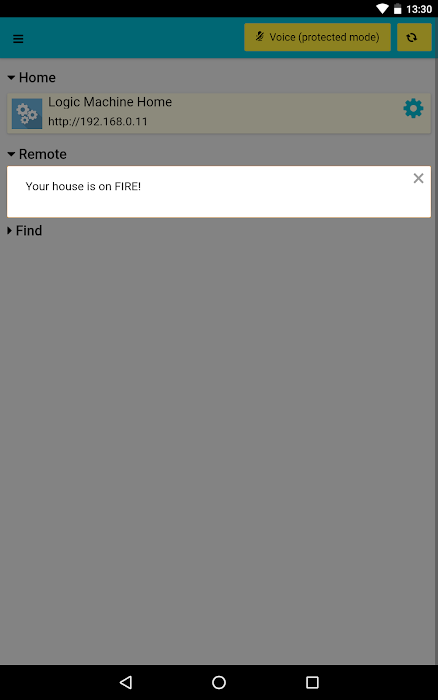 13:30
Voice (protected mode)
Home
Logic Machine Home
http://192.168.0.11
Remote
Your house is on FIRE!
Find